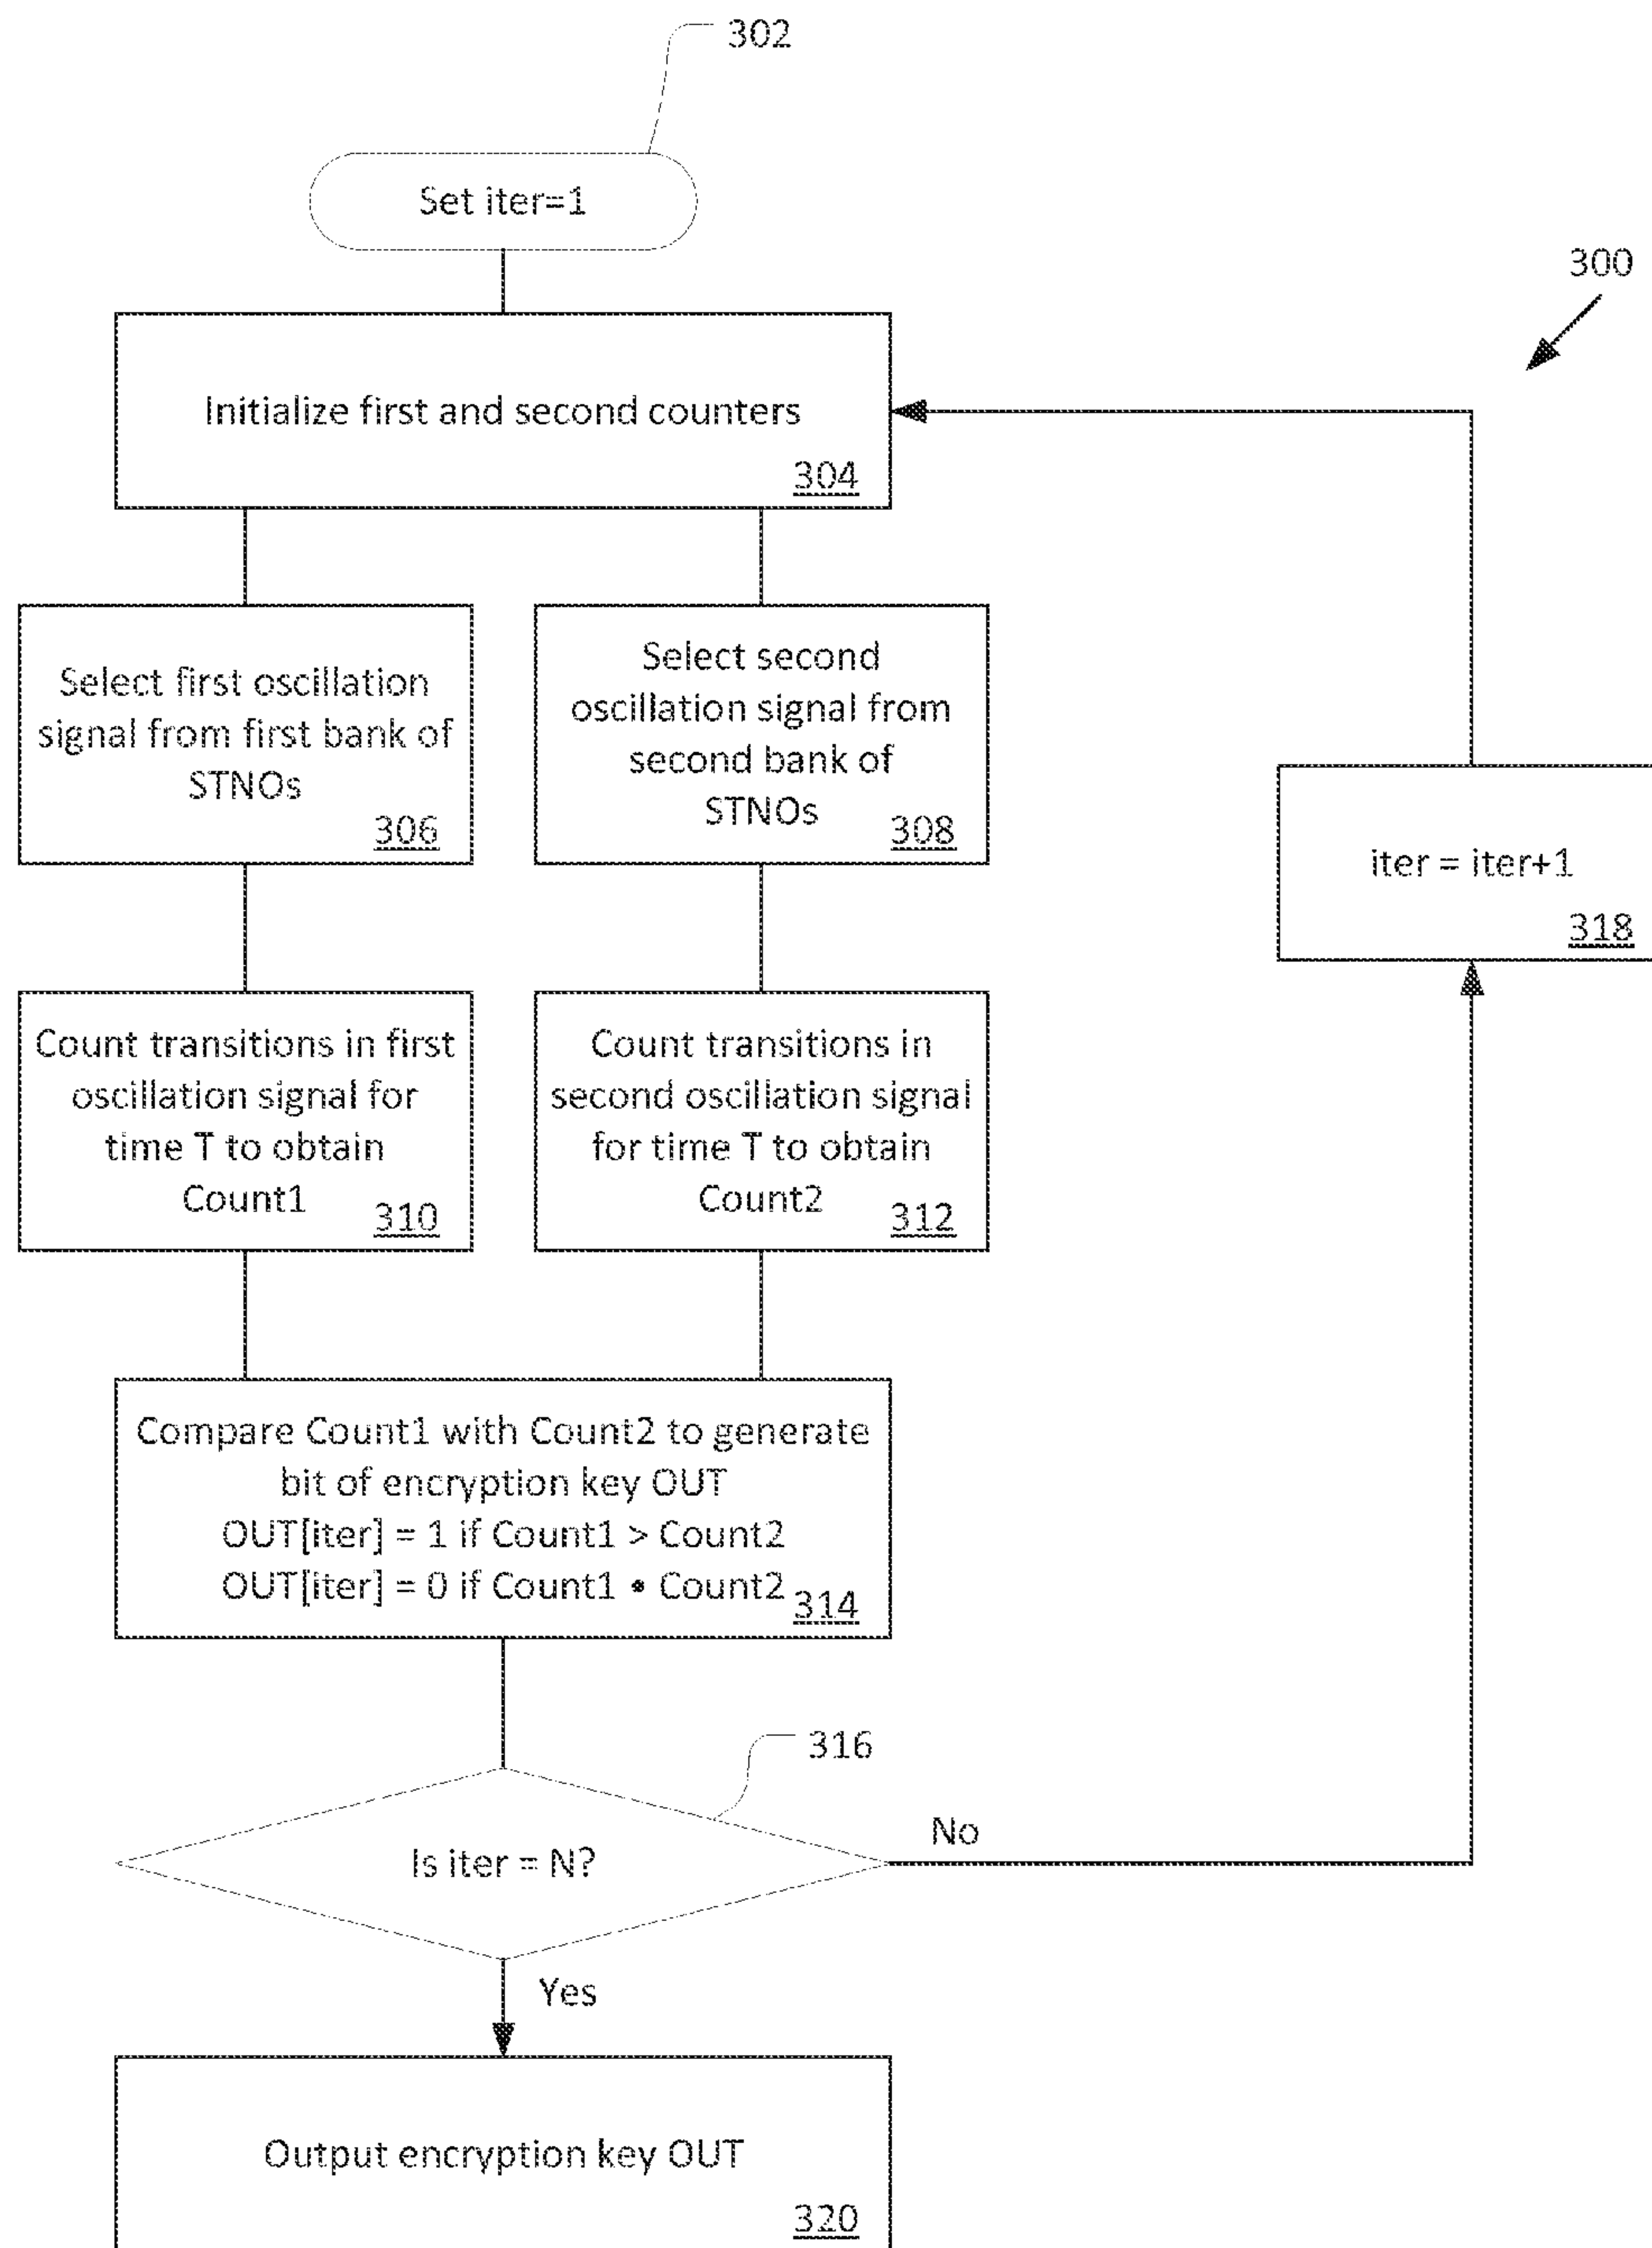 302
Set iter=1
300
Initialize first and second counters
304
Select first oscillation
signal from first bank of
STNOs
306
Select second
oscillation signal from
second bank of
STNOs
308
iter = iter+1
318
Count transitions in first
oscillation signal for
time T to obtain
Count1
310
Count transitions in
second oscillation signal
for time T to obtain
Count2
312
Compare Count1 with Count2 to generate
bit of encryption key OUT
OUT[iter] = 1 if Count1 > Count2
OUT[iter] = 0 if Count1 • Count2
314
316
Is iter = N?
No
Yes
Output encryption key OUT
320